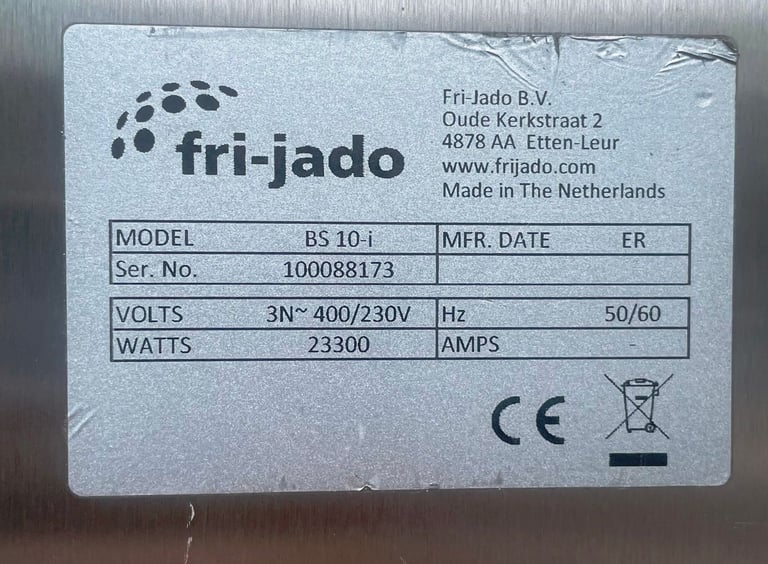 fri-jado
Fri-Jado B.V.
Oude Kerkstraat 2
4878 AA Etten-Leur
www.frijado.com
Made in The Netherlands
MODEL BS 10-i MFR. DATE ER
Ser. No. 100088173
VOLTS 3N~ 400/230V Hz 50/60
WATTS 23300 AMPS -
CE